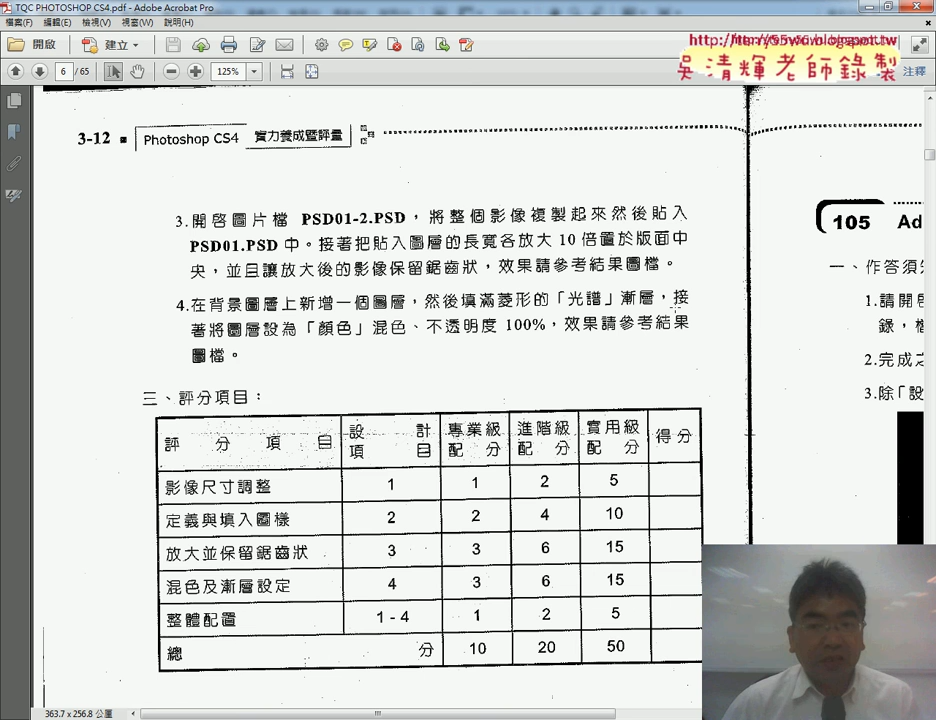 TQC PHOTOSHOP CS4.pdf - Adobe Acrobat Pro
檔案(F) 編輯(E) 檢視(V) 視窗(W) 說明(H)
開啟 建立
6 / 65 125% 注釋
吳清輝老師錄製
3-12 Photoshop CS4 實力養成暨評量
3.開啓圖片檔 PSD01-2.PSD,將整個影像複製起來然後貼入
PSD01.PSD 中。接著把貼入圖層的長寬各放大 10 倍置於版面中
央,並且讓放大後的影像保留鋸齒狀,效果請參考結果圖檔。
4.在背景圖層上新增一個圖層,然後填滿菱形的「光譜」漸層,接
著將圖層設為「顏色」混色、不透明度 100%,效果請參考結果
圖檔。
三、評分項目:
評分項目 設計項目 專業級配分 進階級配分 實用級配分 得分
影像尺寸調整 1 1 2 5
定義與填入圖樣 2 2 4 10
放大並保留鋸齒狀 3 3 6 15
混色及漸層設定 4 3 6 15
整體配置 1 - 4 1 2 5
總分 10 20 50
105 Ad
一、作答須
1.請開啟
錄,檔
2.完成之
3.除「設
363.7 x 256.8 公釐